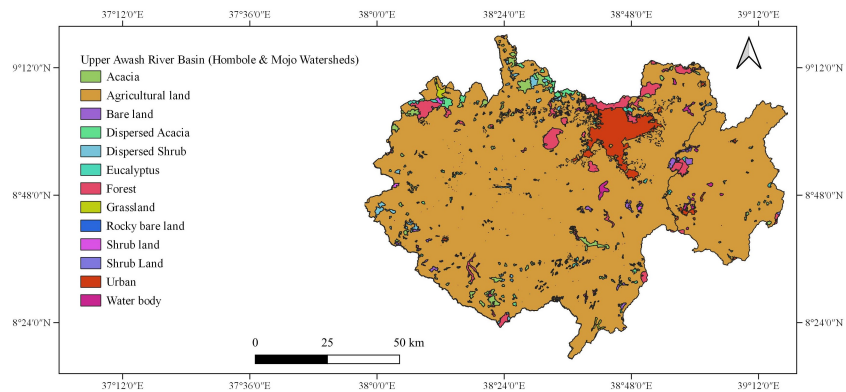 37°12'0"E 37°36'0"E 38°0'0"E 38°24'0"E 38°48'0"E 39°12'0"E
9°12'0"N 9°12'0"N
Upper Awash River Basin (Hombole & Mojo Watersheds)
Acacia
Agricultural land
Bare land
Dispersed Acacia
Dispersed Shrub
Eucalyptus
Forest
Grassland
Rocky bare land
Shrub land
Shrub Land
Urban
Water body
8°48'0"N 8°48'0"N
8°24'0"N 8°24'0"N
0 25 50 km
37°12'0"E 37°36'0"E 38°0'0"E 38°24'0"E 38°48'0"E 39°12'0"E